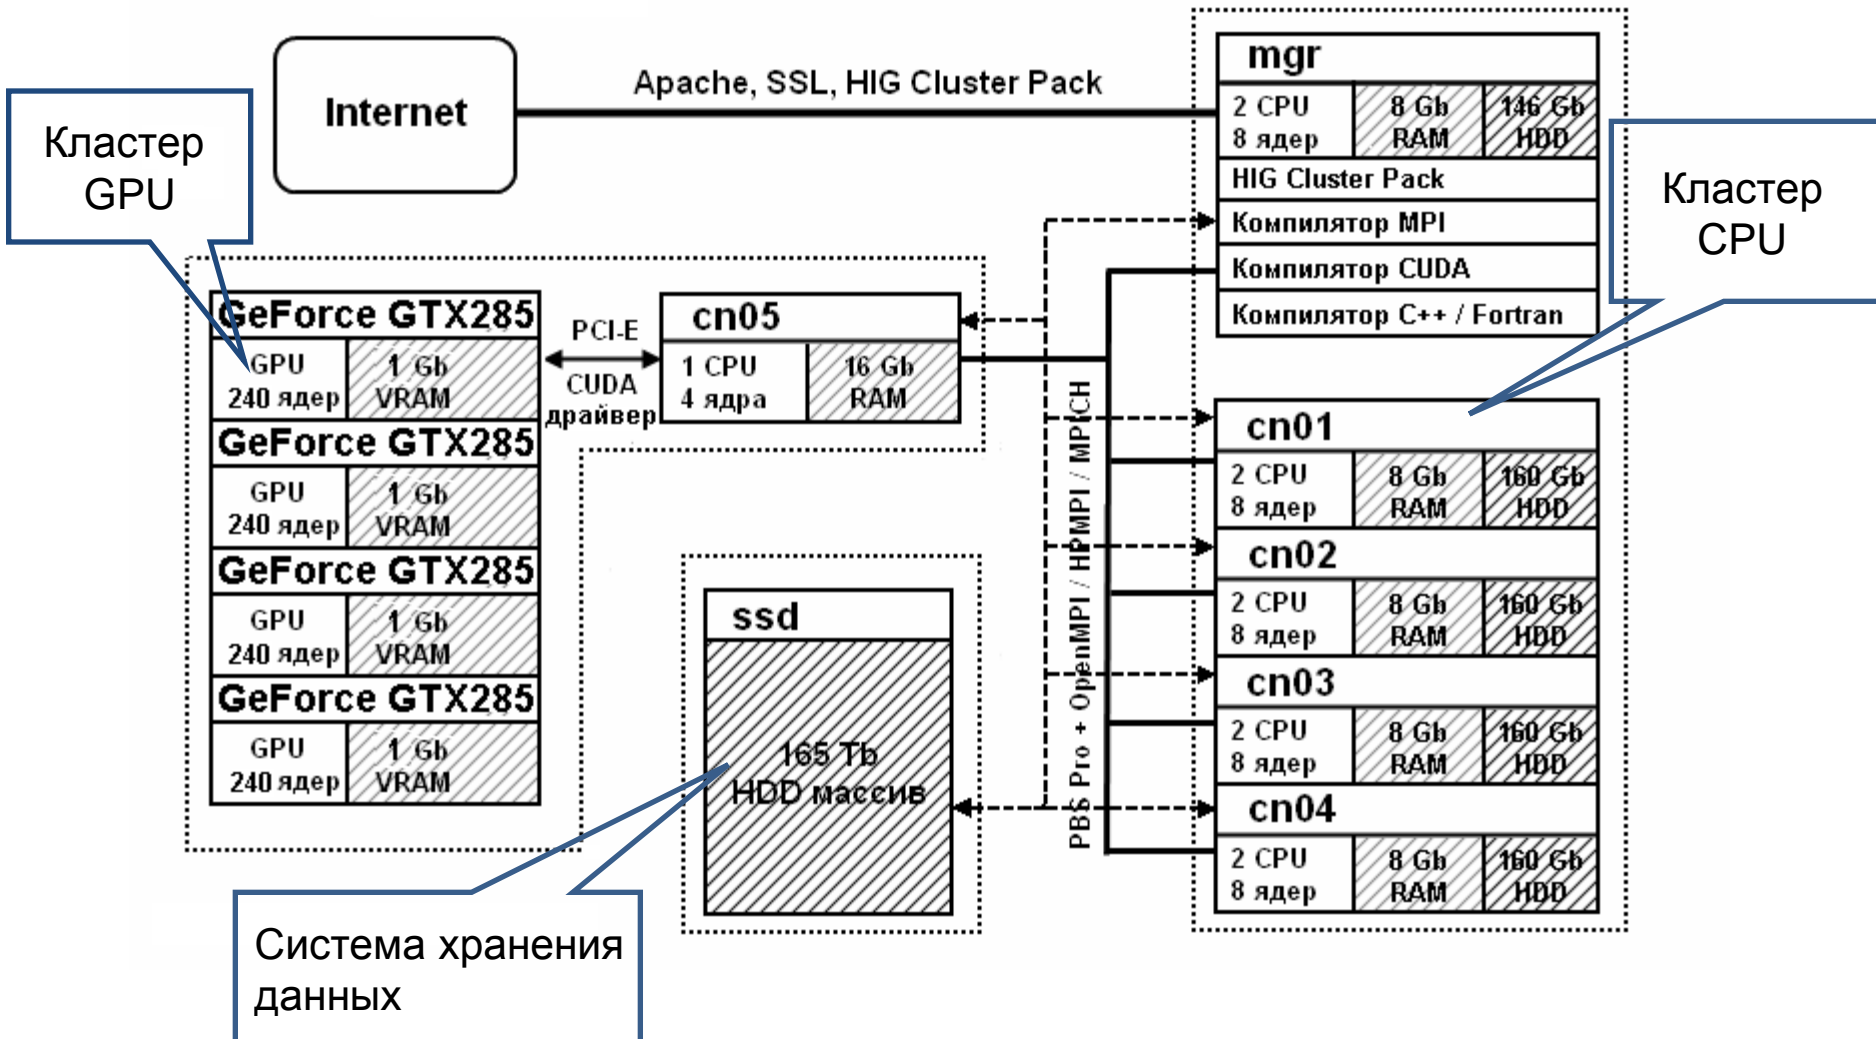 Internet
Apache, SSL, HIG Cluster Pack
Кластер
GPU
mgr
2 CPU
8 ядер
8 Gb
RAM
146 Gb
HDD
HIG Cluster Pack
Компилятор MPI
Компилятор CUDA
Компилятор C++ / Fortran
Кластер
CPU
GeForce GTX285
GPU
240 ядер
1 Gb
VRAM
GeForce GTX285
GPU
240 ядер
1 Gb
VRAM
GeForce GTX285
GPU
240 ядер
1 Gb
VRAM
GeForce GTX285
GPU
240 ядер
1 Gb
VRAM
PCI-E
CUDA
драйвер
cn05
1 CPU
4 ядра
16 Gb
RAM
PBS Pro + OpenMPI / HPMPI / MPICH
cn01
2 CPU
8 ядер
8 Gb
RAM
160 Gb
HDD
cn02
2 CPU
8 ядер
8 Gb
RAM
160 Gb
HDD
cn03
2 CPU
8 ядер
8 Gb
RAM
160 Gb
HDD
cn04
2 CPU
8 ядер
8 Gb
RAM
160 Gb
HDD
ssd
165 Tb
HDD массив
Система хранения
данных